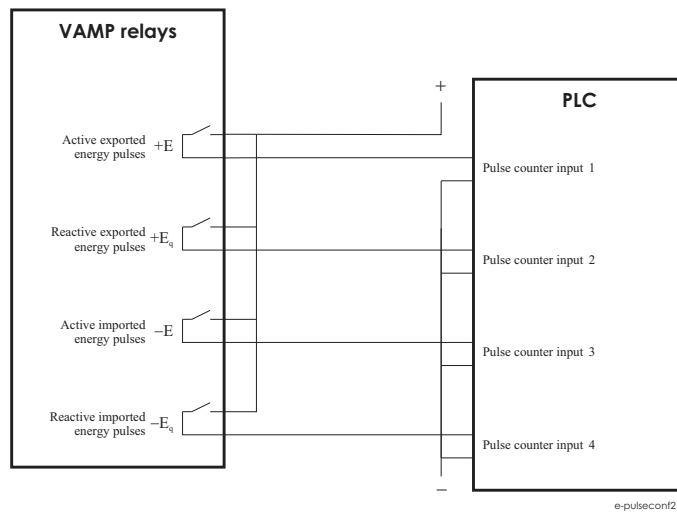 VAMP relays
+
PLC
Active exported
energy pulses
+E
Pulse counter input 1
Reactive exported
energy pulses
+Eq
Pulse counter input 2
Active imported
energy pulses
−E
Pulse counter input 3
Reactive imported
energy pulses
−Eq
Pulse counter input 4
−
e-pulseconf2